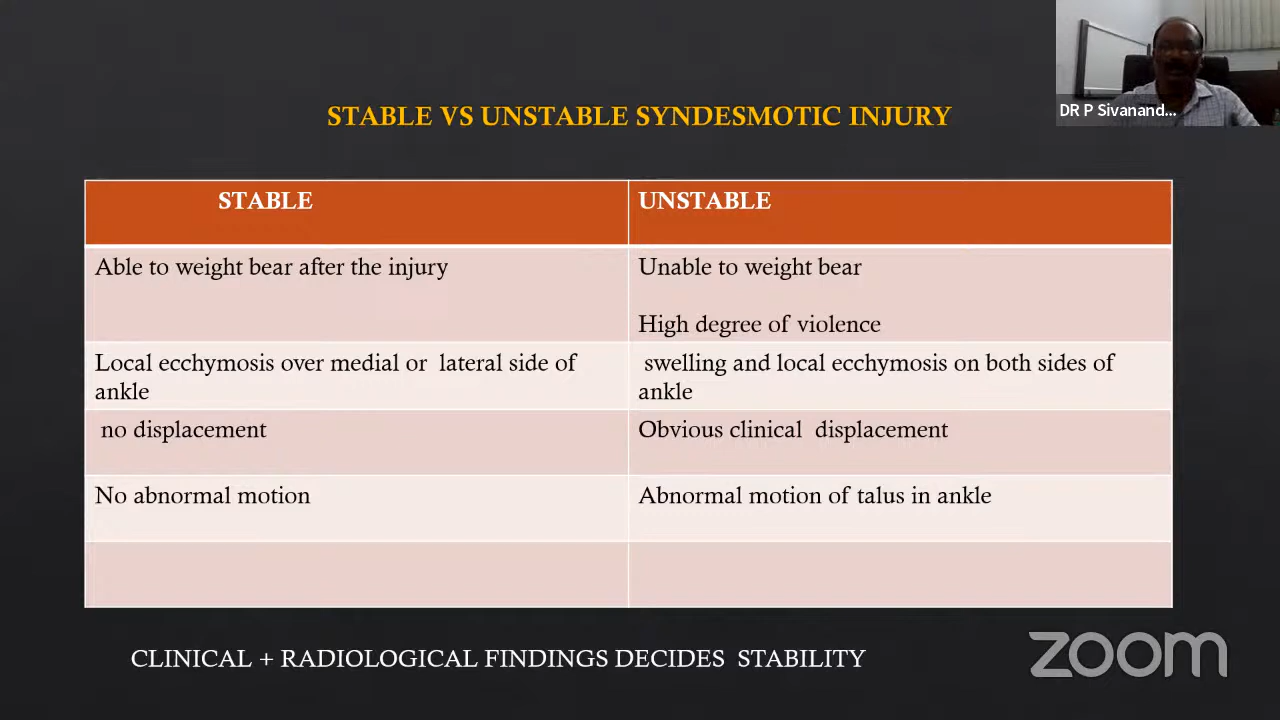 DR P Sivanand...
STABLE VS UNSTABLE SYNDESMOTIC INJURY
STABLE
UNSTABLE
Able to weight bear after the injury
Unable to weight bear
High degree of violence
Local ecchymosis over medial or lateral side of
ankle
swelling and local ecchymosis on both sides of
ankle
no displacement
Obvious clinical displacement
No abnormal motion
Abnormal motion of talus in ankle
CLINICAL + RADIOLOGICAL FINDINGS DECIDES STABILITY
zoom